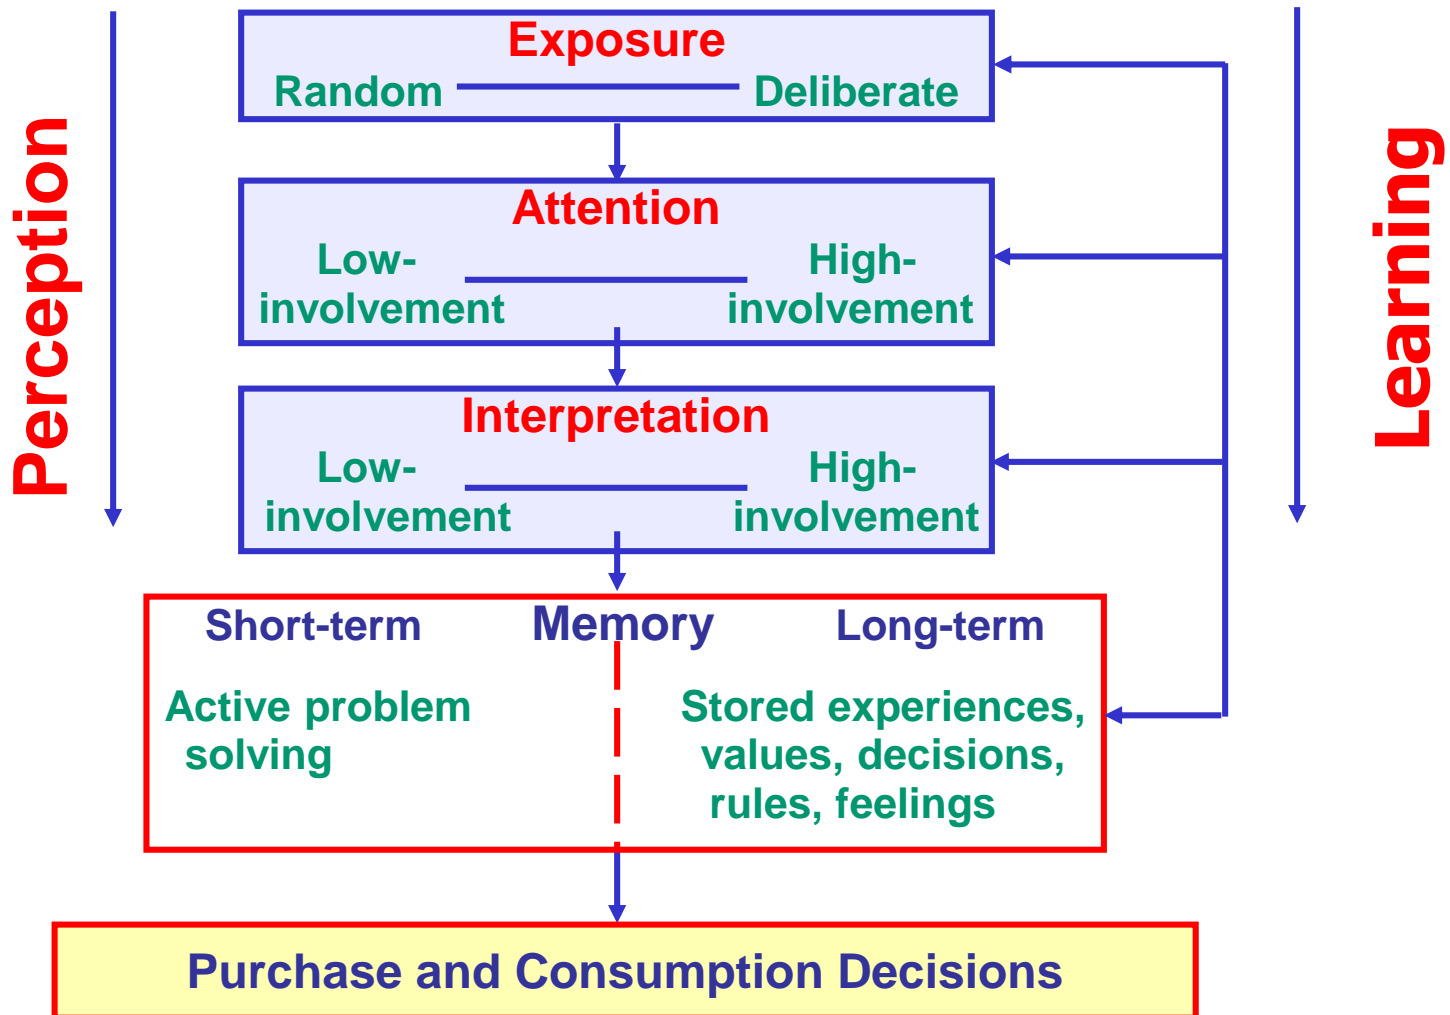 Perception
Learning
Exposure
Random Deliberate
Attention
Low- High-
involvement involvement
Interpretation
Low- High-
involvement involvement
Short-term Memory Long-term
Active problem Stored experiences,
solving values, decisions,
rules, feelings
Purchase and Consumption Decisions